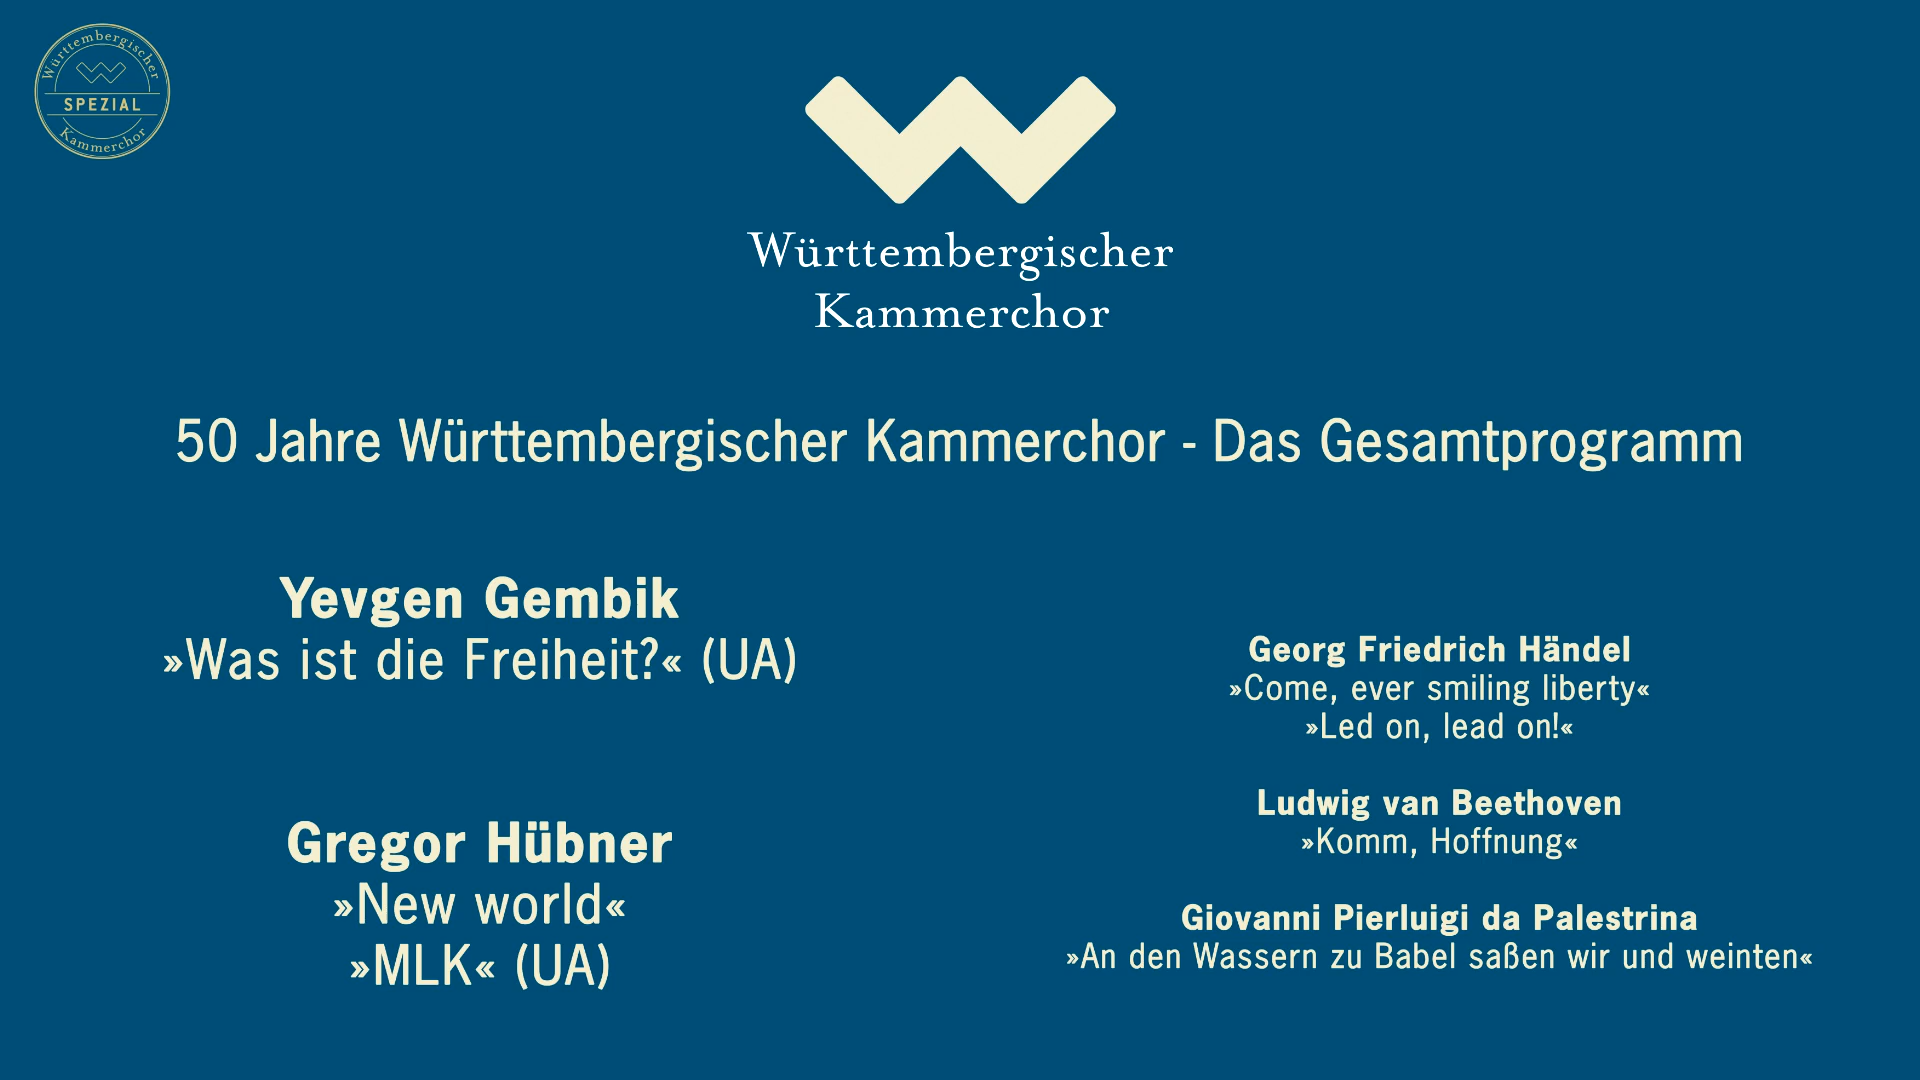 Württembergischer
SPEZIAL
Kammerchor
Württembergischer
Kammerchor
50 Jahre Württembergischer Kammerchor - Das Gesamtprogramm
Yevgen Gembik
»Was ist die Freiheit?« (UA)
Gregor Hübner
»New world«
»MLK« (UA)
Georg Friedrich Händel
»Come, ever smiling liberty«
»Led on, lead on!«
Ludwig van Beethoven
»Komm, Hoffnung«
Giovanni Pierluigi da Palestrina
»An den Wassern zu Babel saßen wir und weinten«